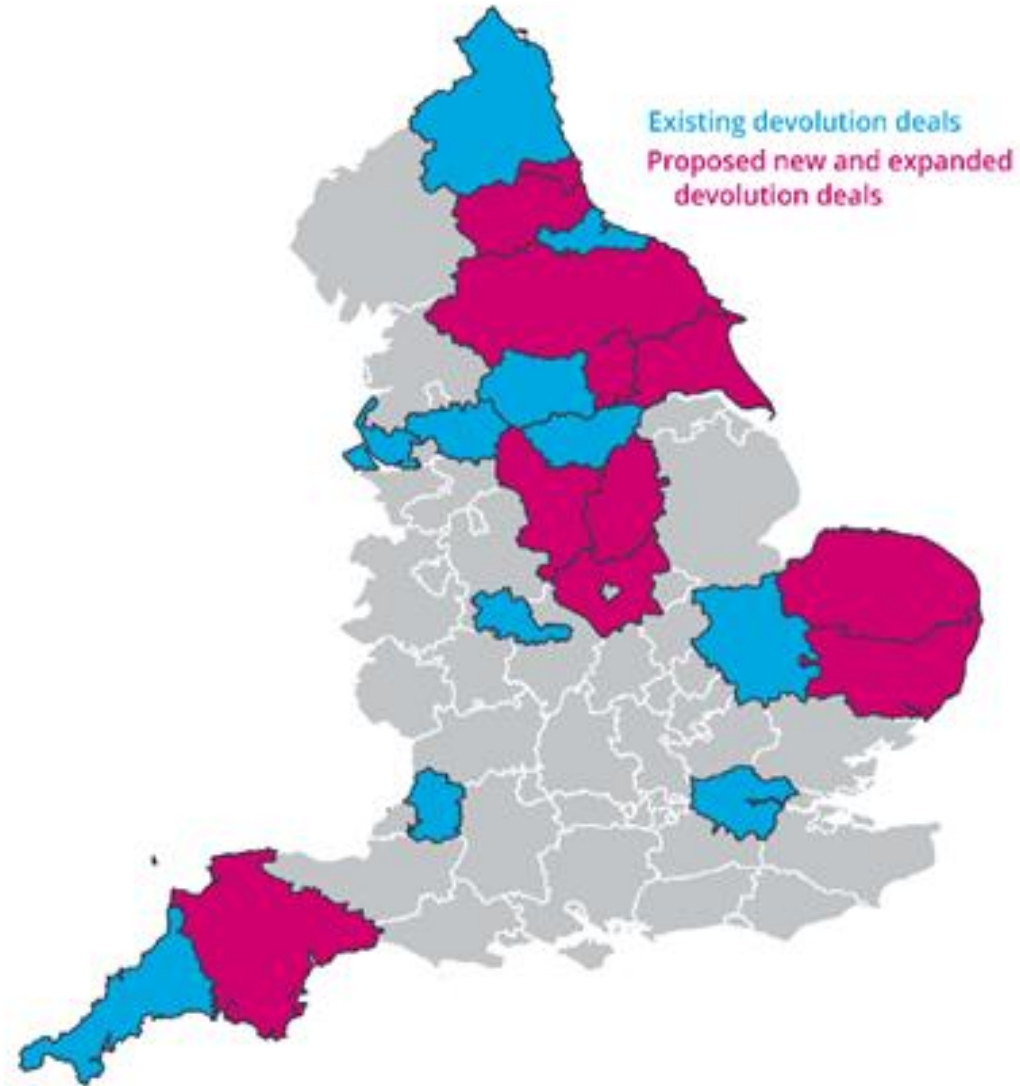 Existing devolution deals
Proposed new and expanded
devolution deals